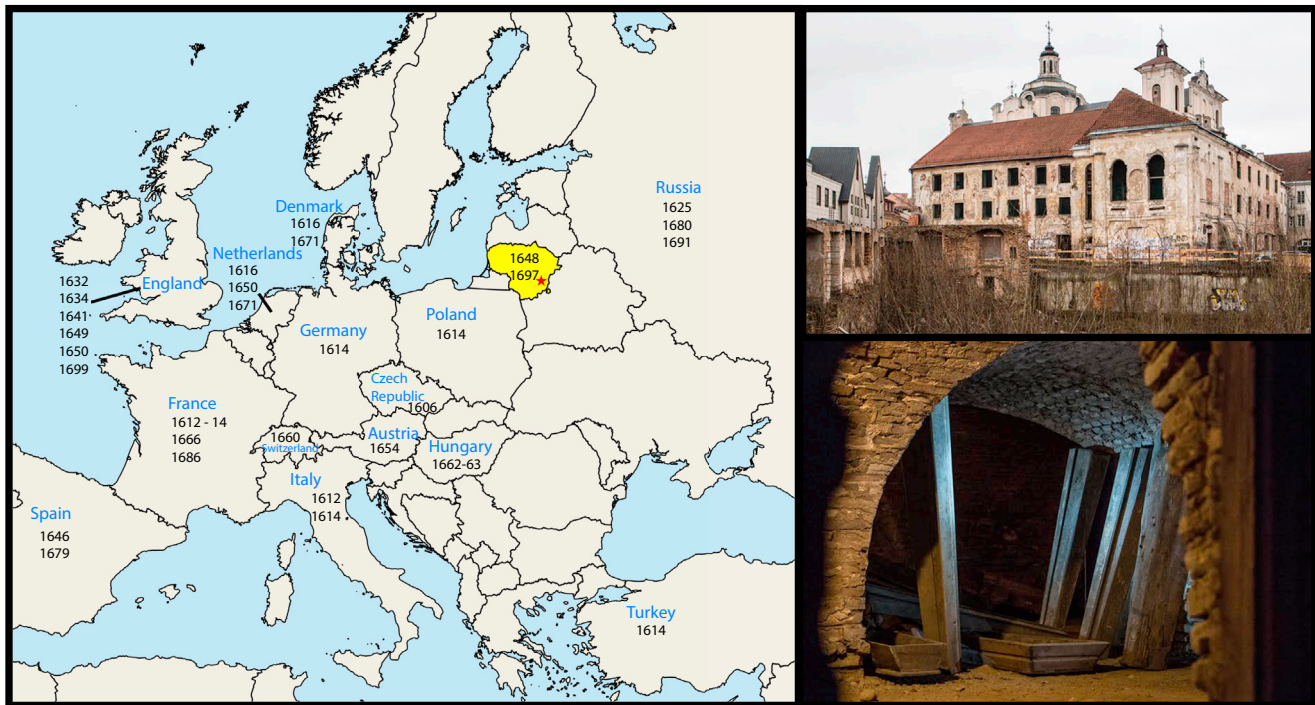 Russia
1625
1680
1691
Denmark
1616
1671
Netherlands
1616
1650
1671
1632
1634
1641
1649
1650
1699
England
1648
1697
Germany
1614
Poland
1614
Czech
Republic
1606
France
1612 - 14
1666
1686
1660
Switzerland
Austria
1654
Hungary
1662-63
Italy
1612
1614
Spain
1646
1679
Turkey
1614